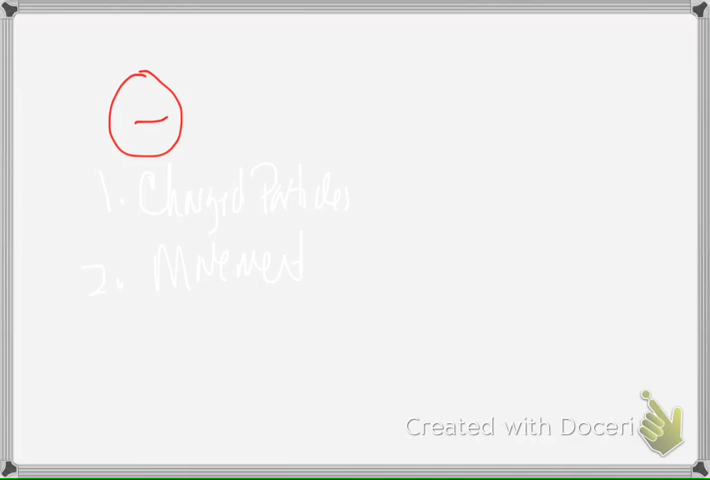 −
1. Charged Particles
2. Movement
Created with Doceri